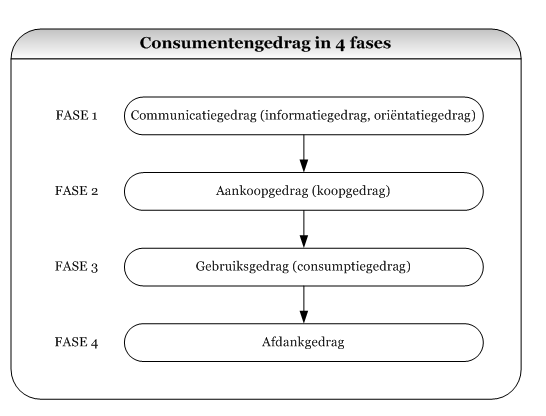 Consumentengedrag in 4 fases
FASE 1 Communicatiegedrag (informatiegedrag, oriëntatiegedrag)
FASE 2 Aankoopgedrag (koopgedrag)
FASE 3 Gebruiksgedrag (consumptiegedrag)
FASE 4 Afdankgedrag